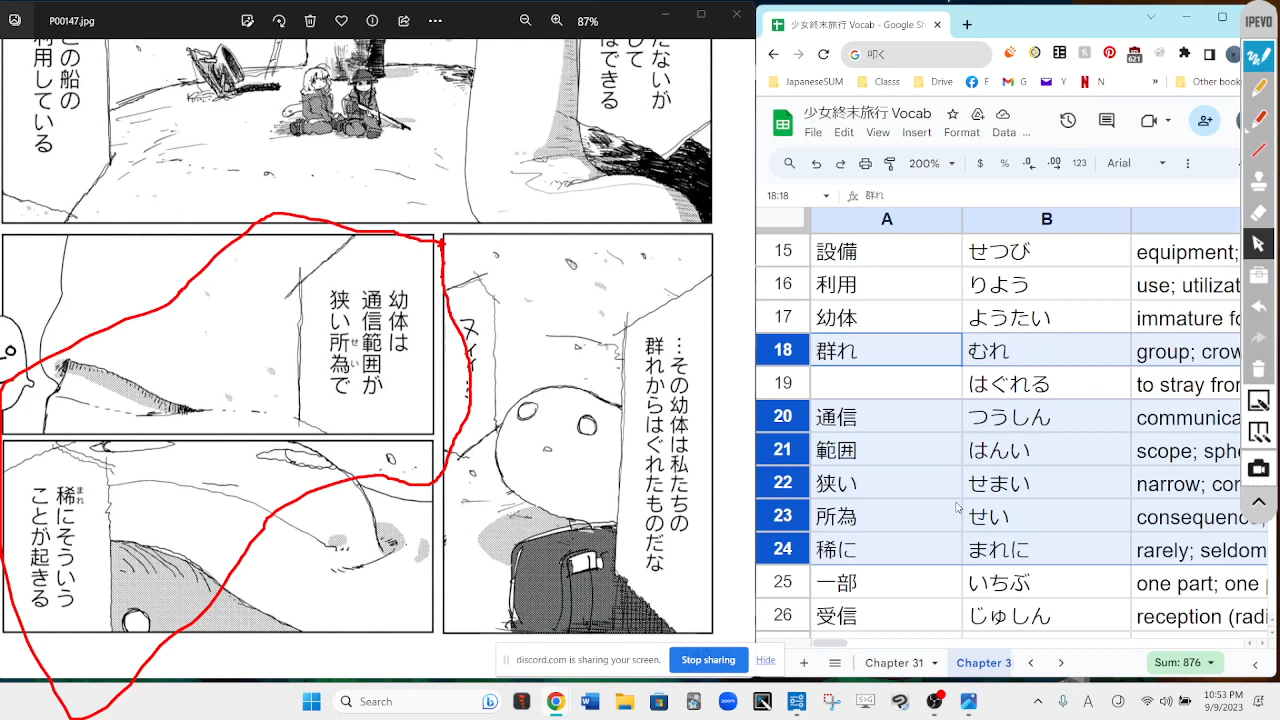 P0047.jpg
87%
たないが
して
はできる
この船の
利用している
…その幼体は私たちの
群れからはぐれたものだな
ヌイ…
幼体は
通信範囲が
狭い所為で
せい
稀にそういう
まれ
ことが起きる
discord.com is sharing your screen.
Stop sharing
Hide
少女終末旅行 Vocab - Google Sh
叩く
621
JapaneseSUM
Classs
Drive
F
G
Y
N
Other book
少女終末旅行 Vocab
File
Edit
View
Insert
Format
Data
200%
$
%
.0
.00
123
Arial
18:18
fx
群れ
A
B
15
設備
せつび
equipment;
16
利用
りよう
use; utilizat
17
幼体
ようたい
immature fo
18
群れ
むれ
group; crow
19
はぐれる
to stray from
20
通信
つうしん
communica
21
範囲
はんい
scope; sphe
22
狭い
せまい
narrow; con
23
所為
せい
consequenc
24
稀に
まれに
rarely; seldom
25
一部
いちぶ
one part; one
26
受信
じゅしん
reception (radi
Chapter 31
Chapter 3
Sum: 873
IPEVO
Search
zoom
A
10:53 PM
9/9/2023